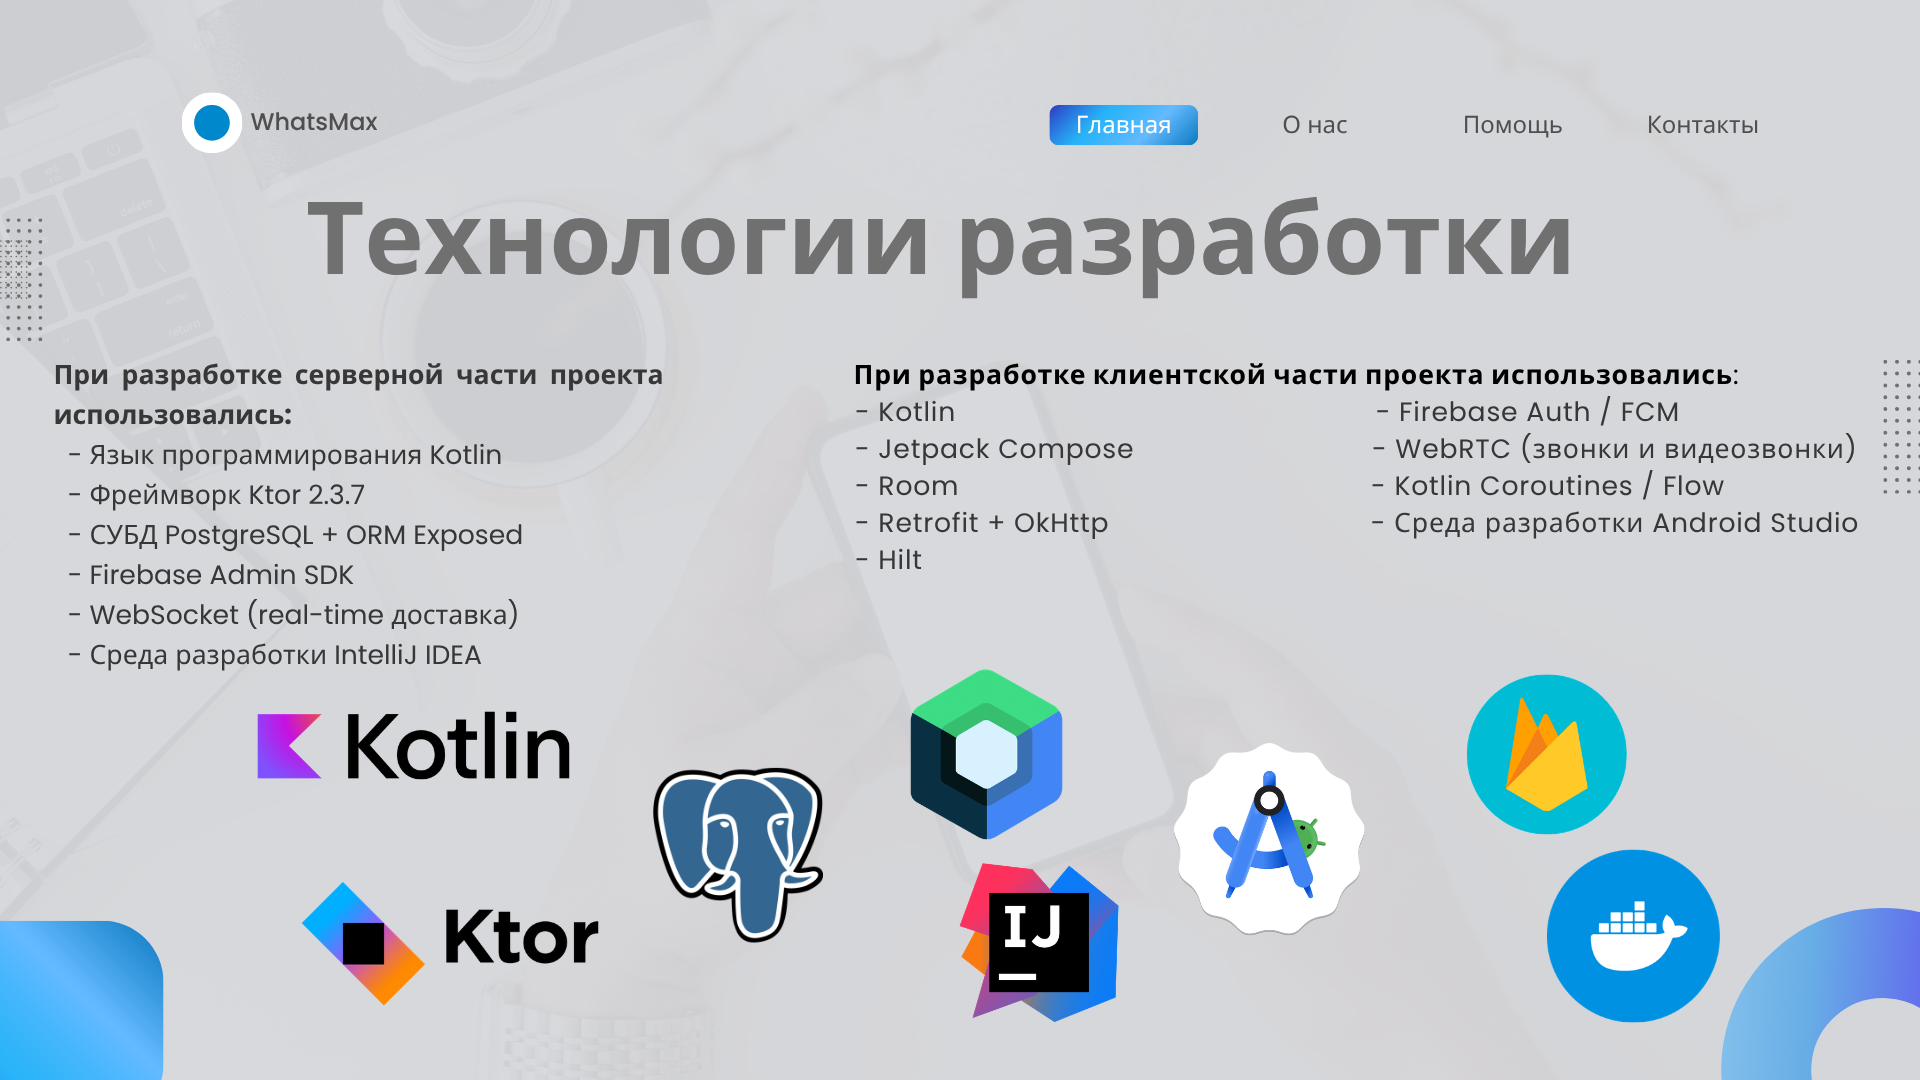 WhatsMax
Главная
О нас
Помощь
Контакты
Технологии разработки
При разработке серверной части проекта
использовались:
- Язык программирования Kotlin
- Фреймворк Ktor 2.3.7
- СУБД PostgreSQL + ORM Exposed
- Firebase Admin SDK
- WebSocket (real-time доставка)
- Среда разработки IntelliJ IDEA
При разработке клиентской части проекта использовались:
- Kotlin
- Jetpack Compose
- Room
- Retrofit + OkHttp
- Hilt
- Firebase Auth / FCM
- WebRTC (звонки и видеозвонки)
- Kotlin Coroutines / Flow
- Среда разработки Android Studio
Kotlin
Ktor
IJ
delete
enter
return